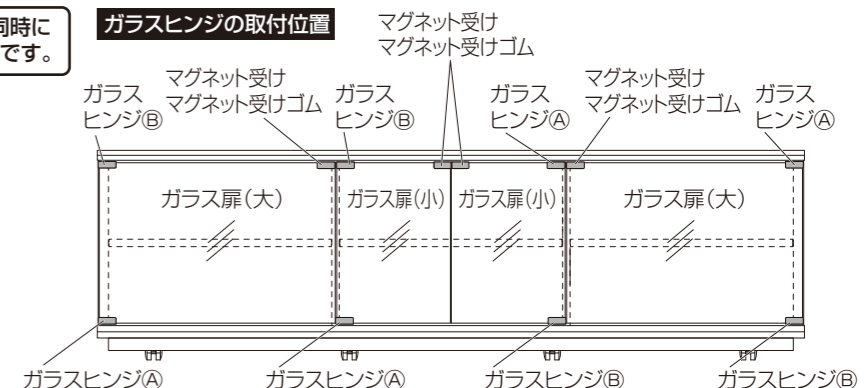 同時に
です。
ガラスヒンジの取付位置
マグネット受け
マグネット受けゴム
ガラス
ヒンジⒷ
マグネット受け
マグネット受けゴム
ガラス
ヒンジⒷ
ガラス
ヒンジⒶ
マグネット受け
マグネット受けゴム
ガラス
ヒンジⒶ
ガラス扉(大)
ガラス扉(小)
ガラス扉(小)
ガラス扉(大)
ガラスヒンジⒶ
ガラスヒンジⒶ
ガラスヒンジⒷ
ガラスヒンジⒷ